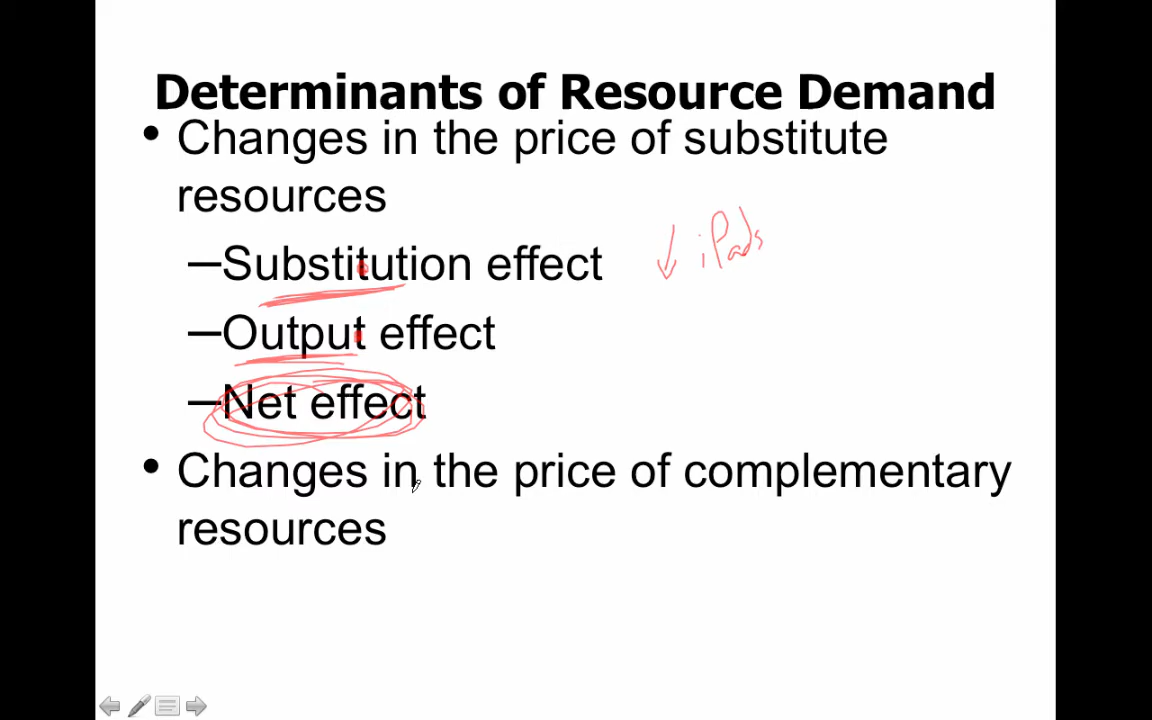 Determinants of Resource Demand
• Changes in the price of substitute
resources
–Substitution effect
↓ iPads
–Output effect
–Net effect
• Changes in the price of complementary
resources